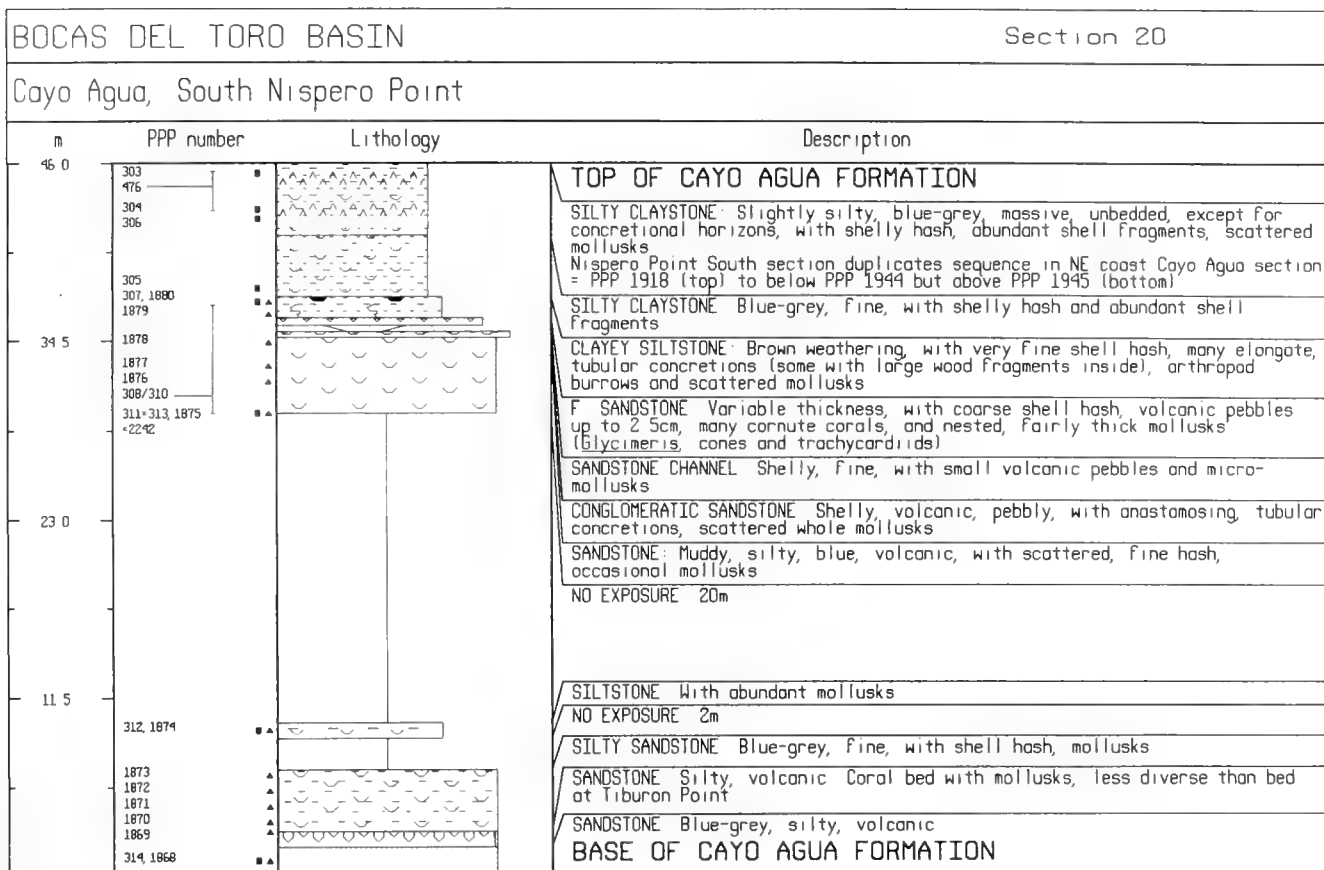 BOCAS DEL TORO BASIN
Section 20
Cayo Agua, South Nispero Point
m
PPP number
Lithology
Description
46 0
303
476
304
306
305
307, 1880
1879
34 5
1878
1877
1876
308/310
311=313, 1875
=2242
23 0
11 5
312, 1874
1873
1872
1871
1870
1869
314, 1868
TOP OF CAYO AGUA FORMATION
SILTY CLAYSTONE: Slightly silty, blue-grey, massive, unbedded, except for
concretional horizons, with shelly hash, abundant shell fragments, scattered
mollusks
Nispero Point South section duplicates sequence in NE coast Cayo Agua section
= PPP 1918 (top) to below PPP 1944 but above PPP 1945 (bottom)
SILTY CLAYSTONE: Blue-grey, fine, with shelly hash and abundant shell
fragments
CLAYEY SILTSTONE: Brown weathering, with very fine shell hash, many elongate,
tubular concretions (some with large wood fragments inside), arthropod
burrows and scattered mollusks
F SANDSTONE Variable thickness, with coarse shell hash, volcanic pebbles
up to 2 5cm, many cornute corals, and nested, fairly thick mollusks
(Glycimeris, cones and trachycardiids)
SANDSTONE CHANNEL Shelly, fine, with small volcanic pebbles and micro-
mollusks
CONGLOMERATIC SANDSTONE Shelly, volcanic, pebbly, with anastamosing, tubular
concretions, scattered whole mollusks
SANDSTONE: Muddy, silty, blue, volcanic, with scattered, fine hash,
occasional mollusks
NO EXPOSURE 20m
SILTSTONE With abundant mollusks
NO EXPOSURE 2m
SILTY SANDSTONE Blue-grey, fine, with shell hash, mollusks
SANDSTONE Silty, volcanic Coral bed with mollusks, less diverse than bed
at Tiburon Point
SANDSTONE Blue-grey, silty, volcanic
BASE OF CAYO AGUA FORMATION